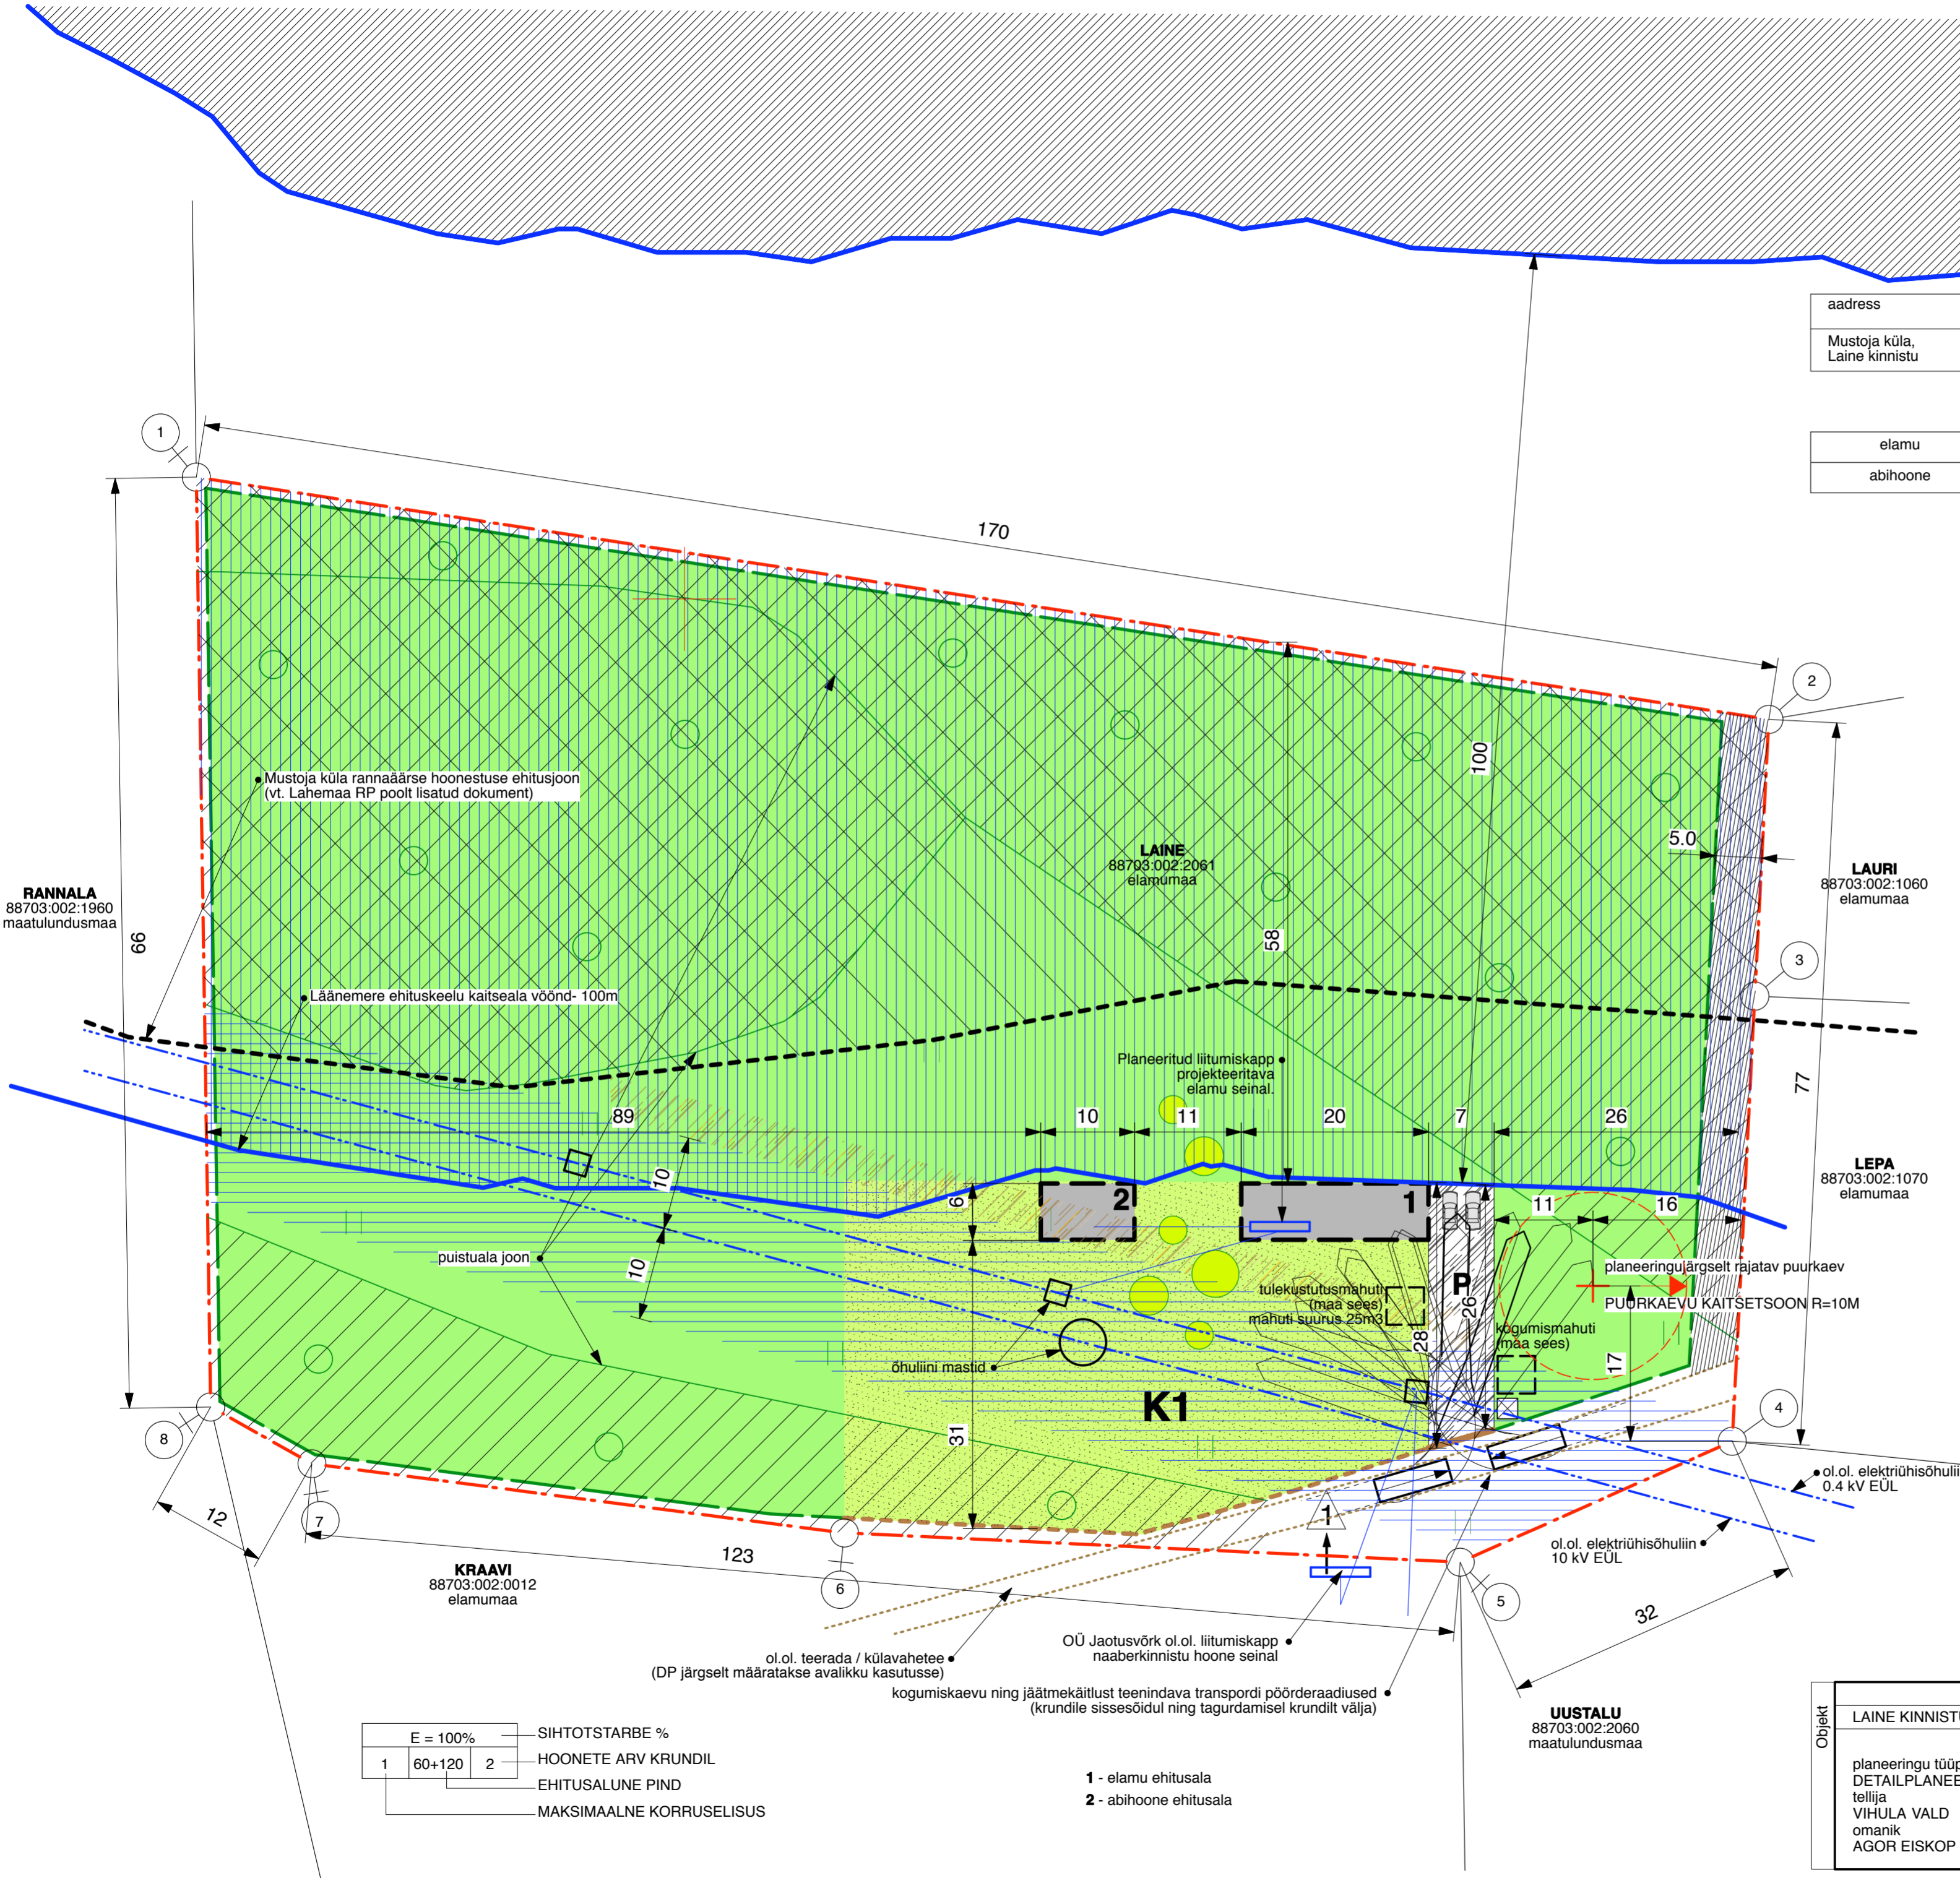 aadress
Mustoja küla,
Laine kinnistu
elamu
abihoone
1
170
2
100
58
66
Mustoja küla rannaäärse hoonestuse ehitusjoon
(vt. Lahemaa RP poolt lisatud dokument)
5.0
LAINE
88703:002:2061
elamumaa
LAURI
88703:002:1060
elamumaa
RANNALA
88703:002:1960
maatulundusmaa
3
Läänemere ehituskeelu kaitseala vöönd- 100m
Planeeritud liitumiskapp
projekteeritava
elamu seinal.
77
89
10
11
20
7
26
LEPA
88703:002:1070
elamumaa
10
6
2
1
11
16
puistuala joon
10
planeeringujärgselt rajatav puurkaev
PUURKAEVU KAITSETSOON R=10M
tulekustutusmahuti
(maa sees)
mahuti suurus 25m3
P
26
28
kogumismahuti
(maa sees)
17
õhuliini mastid
K1
31
4
8
7
12
123
6
1
5
32
ol.ol. elektriühisõhuliin
0.4 kV EÜL
ol.ol. elektriühisõhuliin
10 kV EÜL
KRAAVI
88703:002:0012
elamumaa
OÜ Jaotusvõrk ol.ol. liitumiskapp
naaberkinnistu hoone seinal
ol.ol. teerada / külavahetee
(DP järgselt määratakse avalikku kasutusse)
kogumiskaevu ning jäätmekäitlust teenindava transpordi pöörderaadiused
(krundile sissesõidul ning tagurdamisel krundilt välja)
UUSTALU
88703:002:2060
maatulundusmaa
E = 100%
SIHTOTSTARBE %
1
60+120
2
HOONETE ARV KRUNDIL
EHITUSALUNE PIND
MAKSIMAALNE KORRUSELISUS
1 - elamu ehitusala
2 - abihoone ehitusala
Objekt
LAINE KINNISTU
planeeringu tüüp
DETAILPLANEE
tellija
VIHULA VALD
omanik
AGOR EISKOP